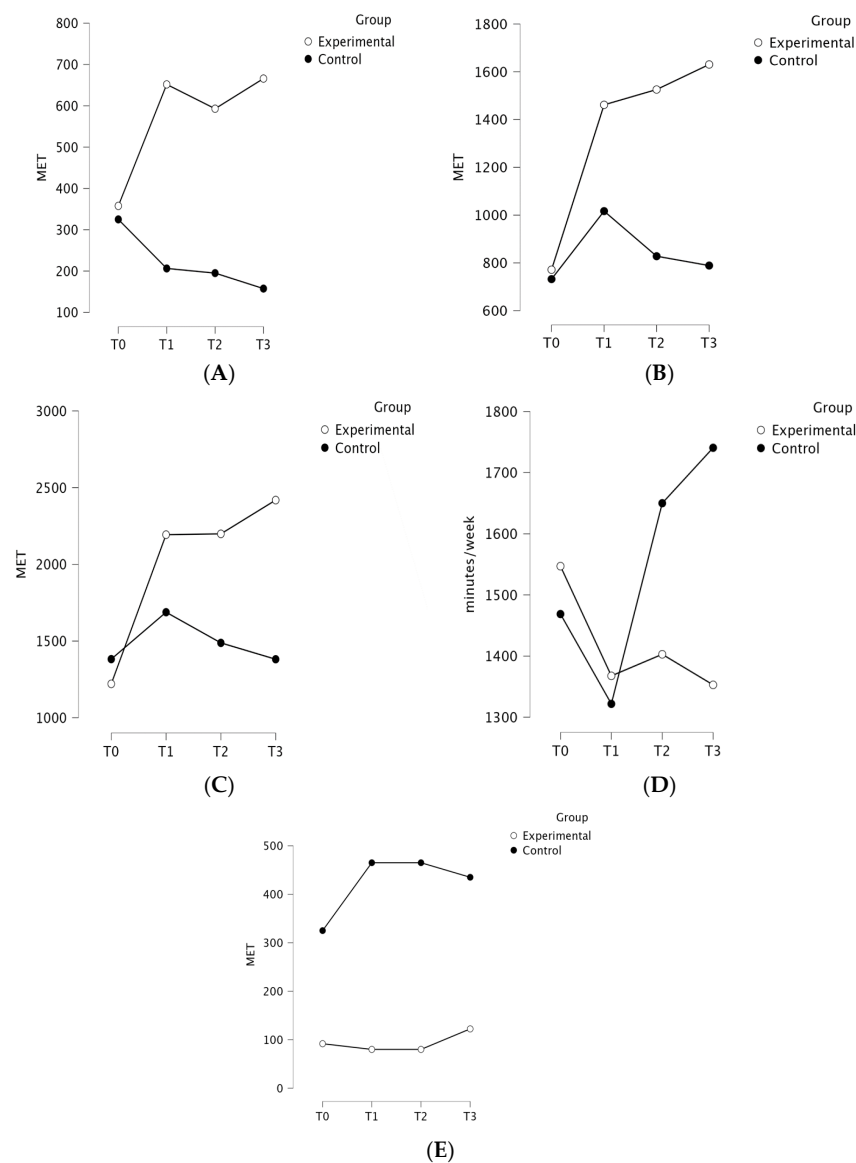 Group
Experimental
Control
800
700
600
500
400
300
200
100
MET
T0 T1 T2 T3
(A)
Group
Experimental
Control
1800
1600
1400
1200
1000
800
600
MET
T0 T1 T2 T3
(B)
Group
Experimental
Control
3000
2500
2000
1500
1000
MET
T0 T1 T2 T3
(C)
Group
Experimental
Control
1800
1700
1600
1500
1400
1300
minutes/week
T0 T1 T2 T3
(D)
Group
Experimental
Control
500
400
300
200
100
0
MET
T0 T1 T2 T3
(E)